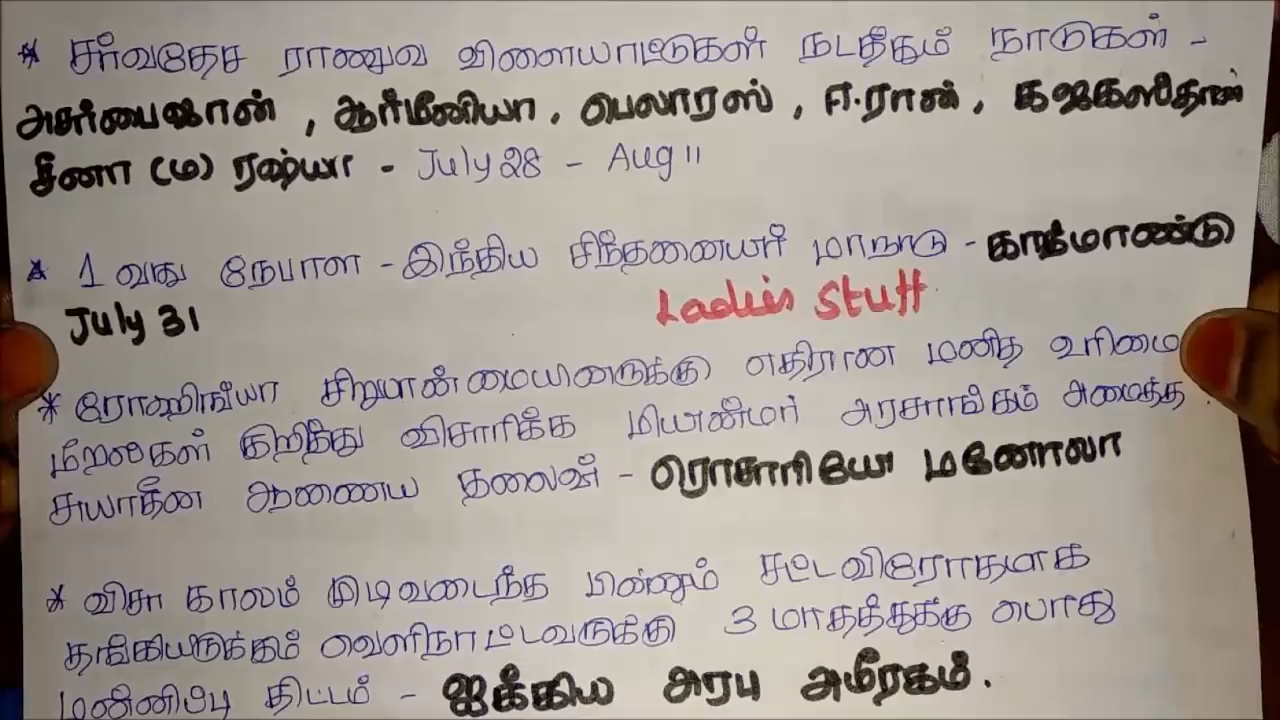 * சர்வதேச ராணுவ விளையாட்டுகள் நடத்தும் நாடுகள் -
அசர்பைஜான், ஆர்மேனியா, பெலாரஸ், ஈ.ரான், கஜகஸ்தான்
சீனா (ம) ரஷ்யா - July 28 - Aug 11
* 1 வது நேபாள - இந்திய சிந்தனையர் மாநாடு - காத்மாண்டு
July 31
Ladies Stuff
* ரோஹிங்யா சிறுபான்மையினருக்கு எதிரான மனித உரிமை
மீறல்கள் குறித்து விசாரிக்க மியான்மர் அரசாங்கம் அமைத்த
சுயாதீன ஆணைய தலைவர் - ரொசாரியோ மனோலா
* விசா காலம் முடிவடைந்த பின்னும் சட்டவிரோதமாக
தங்கியிருக்கும் வெளிநாட்டவருக்கு 3 மாதத்துக்கு பொது
மன்னிப்பு திட்டம் - ஐக்கிய அரபு அமீரகம்.